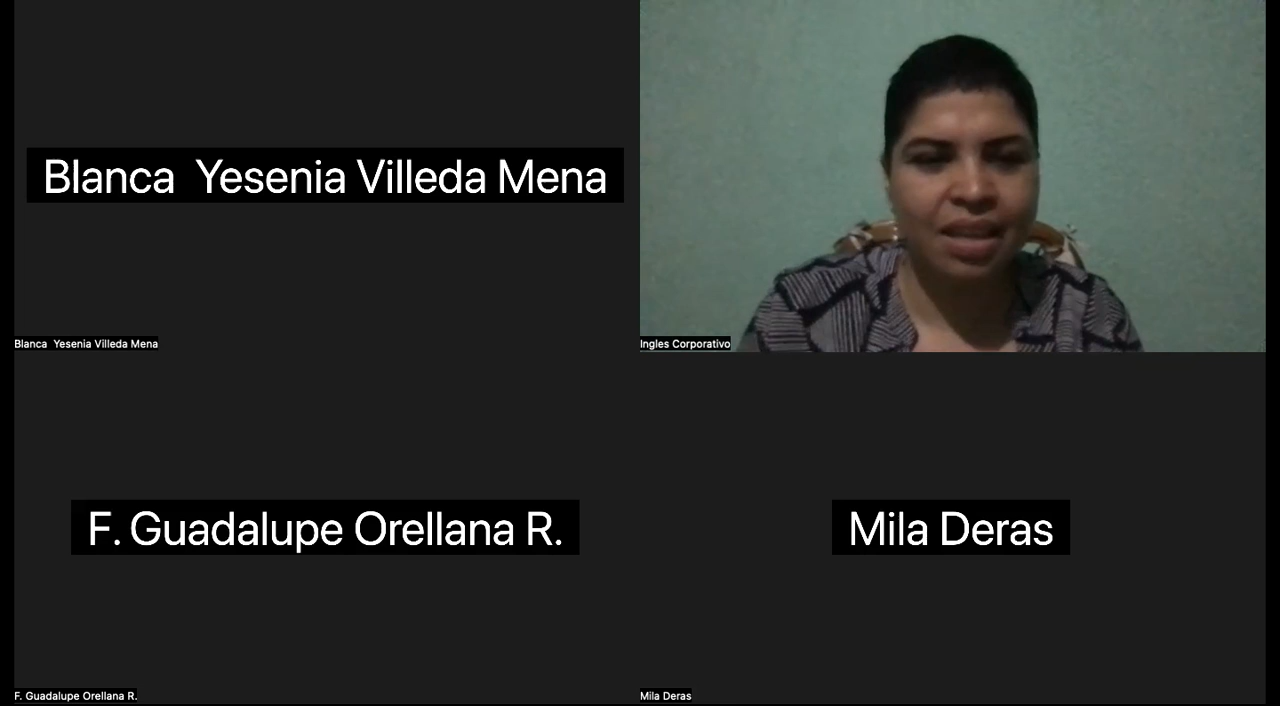 Blanca  Yesenia Villeda Mena
Blanca  Yesenia Villeda Mena
Ingles Corporativo
F. Guadalupe Orellana R.
Mila Deras
F. Guadalupe Orellana R.
Mila Deras